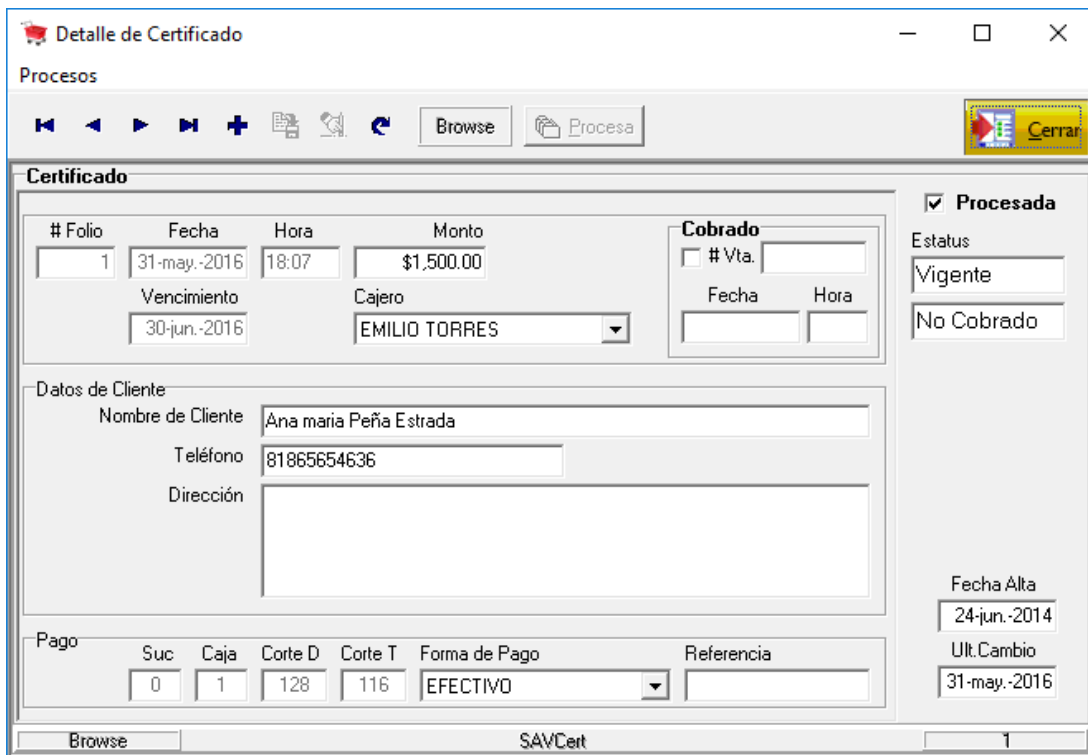 Detalle de Certificado
Procesos
Browse Procesa Cerrar
Certificado
Procesada
# Folio Fecha Hora Monto Cobrado
# Vta. Estatus
1 31-may.-2016 18:07 $1,500.00 Vigente
Vencimiento Cajero Fecha Hora
30-jun.-2016 EMILIO TORRES No Cobrado
Datos de Cliente
Nombre de Cliente Ana maria Peña Estrada
Teléfono 81865654636
Dirección
Fecha Alta
24-jun.-2014
Pago
Suc Caja Corte D Corte T Forma de Pago Referencia Ult.Cambio
0 1 128 116 EFECTIVO 31-may.-2016
Browse SAVCert 1